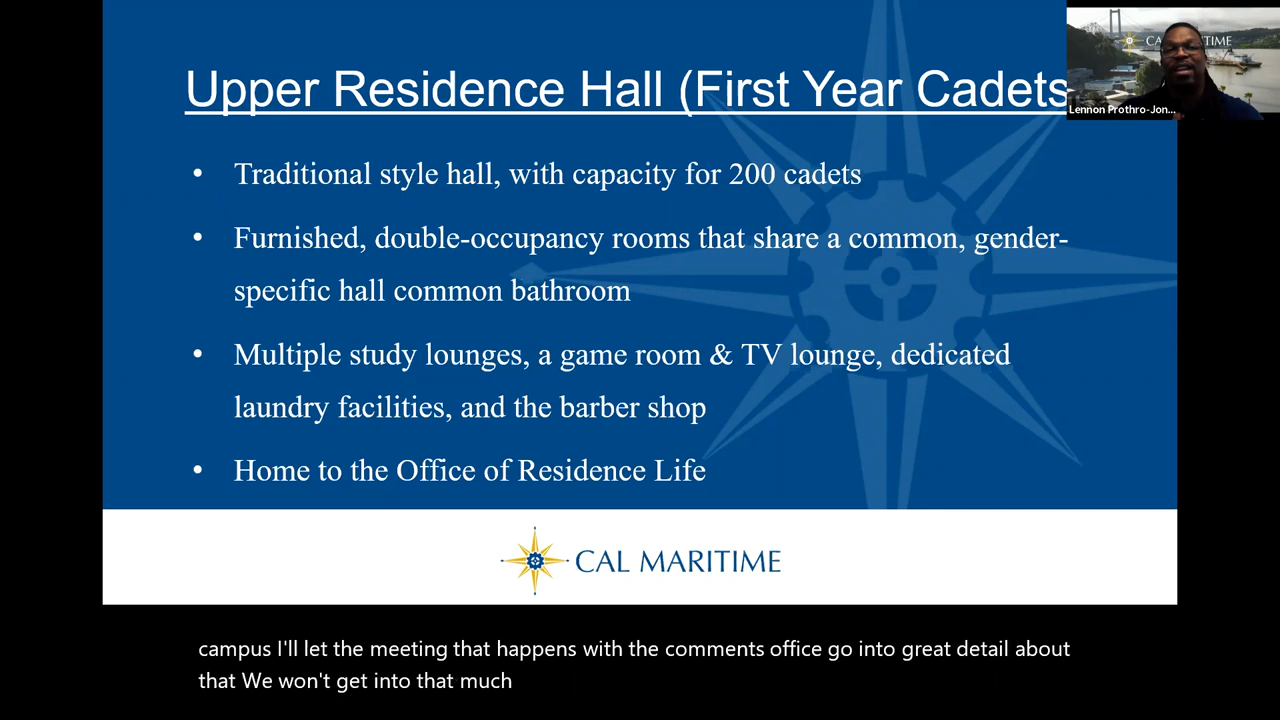 Upper Residence Hall (First Year Cadets
CAL MARITIME
Lennon Prothro-Jon...
• Traditional style hall, with capacity for 200 cadets
• Furnished, double-occupancy rooms that share a common, gender-
specific hall common bathroom
• Multiple study lounges, a game room & TV lounge, dedicated
laundry facilities, and the barber shop
• Home to the Office of Residence Life
CAL MARITIME
campus I'll let the meeting that happens with the comments office go into great detail about
that We won't get into that much